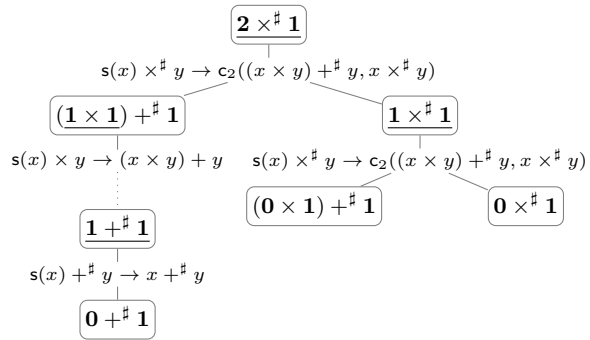 2 ×♯ 1
s(x) ×♯ y → c₂((x × y) +♯ y, x ×♯ y)
(1 × 1) +♯ 1
1 ×♯ 1
s(x) × y → (x × y) + y
s(x) ×♯ y → c₂((x × y) +♯ y, x ×♯ y)
(0 × 1) +♯ 1
0 ×♯ 1
1 +♯ 1
s(x) +♯ y → x +♯ y
0 +♯ 1